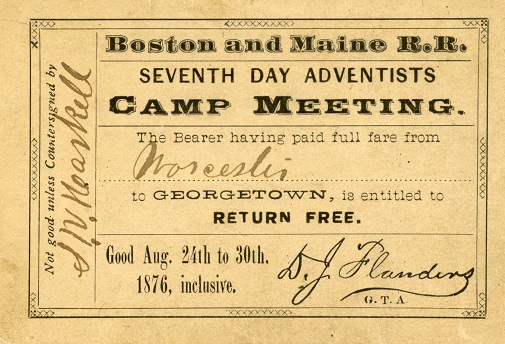 Boston and Maine R.R.
SEVENTH DAY ADVENTISTS
CAMP MEETING.
The Bearer having paid full fare from
Worcester
to GEORGETOWN, is entitled to
RETURN FREE.
Good Aug. 24th to 30th,
1876, inclusive.
D. J. Flanders
G. T. A.
Not good unless Countersigned by
S. N. Haskell